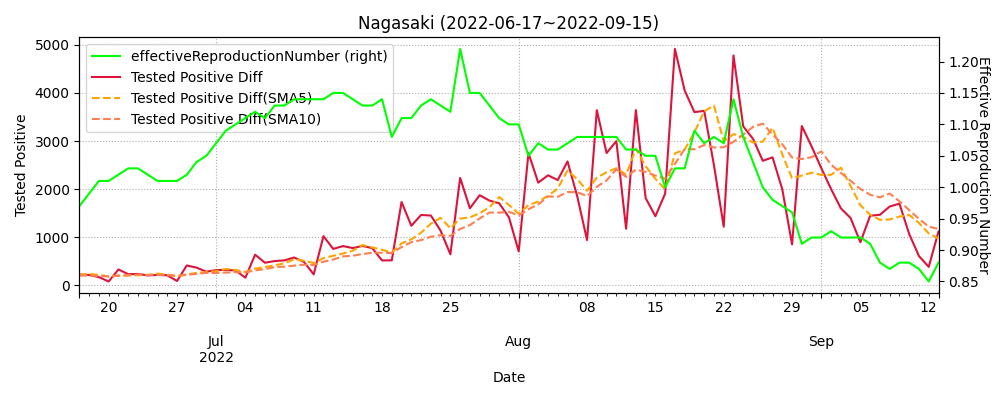 Nagasaki (2022-06-17~2022-09-15)
effectiveReproductionNumber (right)
Tested Positive Diff
Tested Positive Diff(SMA5)
Tested Positive Diff(SMA10)
Tested Positive
5000
4000
3000
2000
1000
0
Effective Reproduction Number
1.20
1.15
1.10
1.05
1.00
0.95
0.90
0.85
20 27 04 11 18 25 08 15 22 29 05 12
Jul Aug Sep
2022
Date